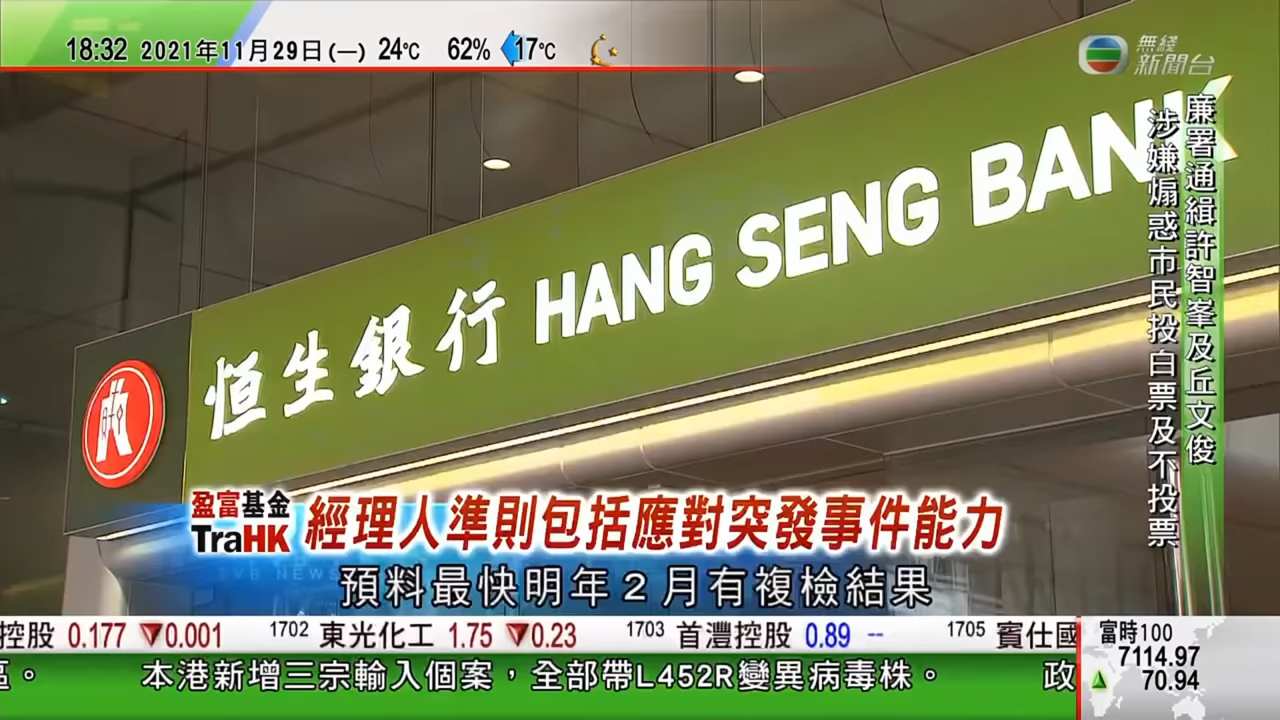 18:32 2021年11月29日(一) 24℃ 62% 17℃
無綫
新聞台
廉署通緝許智峯及丘文俊
涉嫌煽惑市民投白票及不投票
恒生銀行 HANG SENG BANK
盈富基金
TraHK
經理人準則包括應對突發事件能力
預料最快明年2月有複檢結果
控股 0.177 ▼0.001 1702 東光化工 1.75 ▼0.23 1703 首灃控股 0.89 -- 1705 賓仕國
富時100
7114.97
▲ 70.94
區。 本港新增三宗輸入個案，全部帶L452R變異病毒株。 政